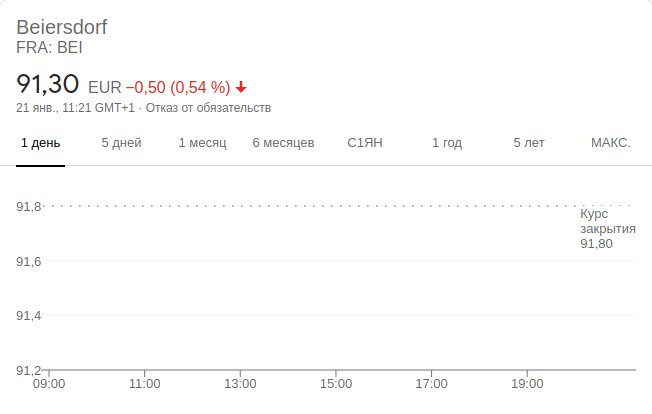 Beiersdorf
FRA: BEI
91,30 EUR −0,50 (0,54 %)
21 янв., 11:21 GMT+1 · Отказ от обязательств
1 день 5 дней 1 месяц 6 месяцев С1ЯН 1 год 5 лет МАКС.
91,8
Курс
закрытия
91,80
91,6
91,4
91,2
09:00 11:00 13:00 15:00 17:00 19:00